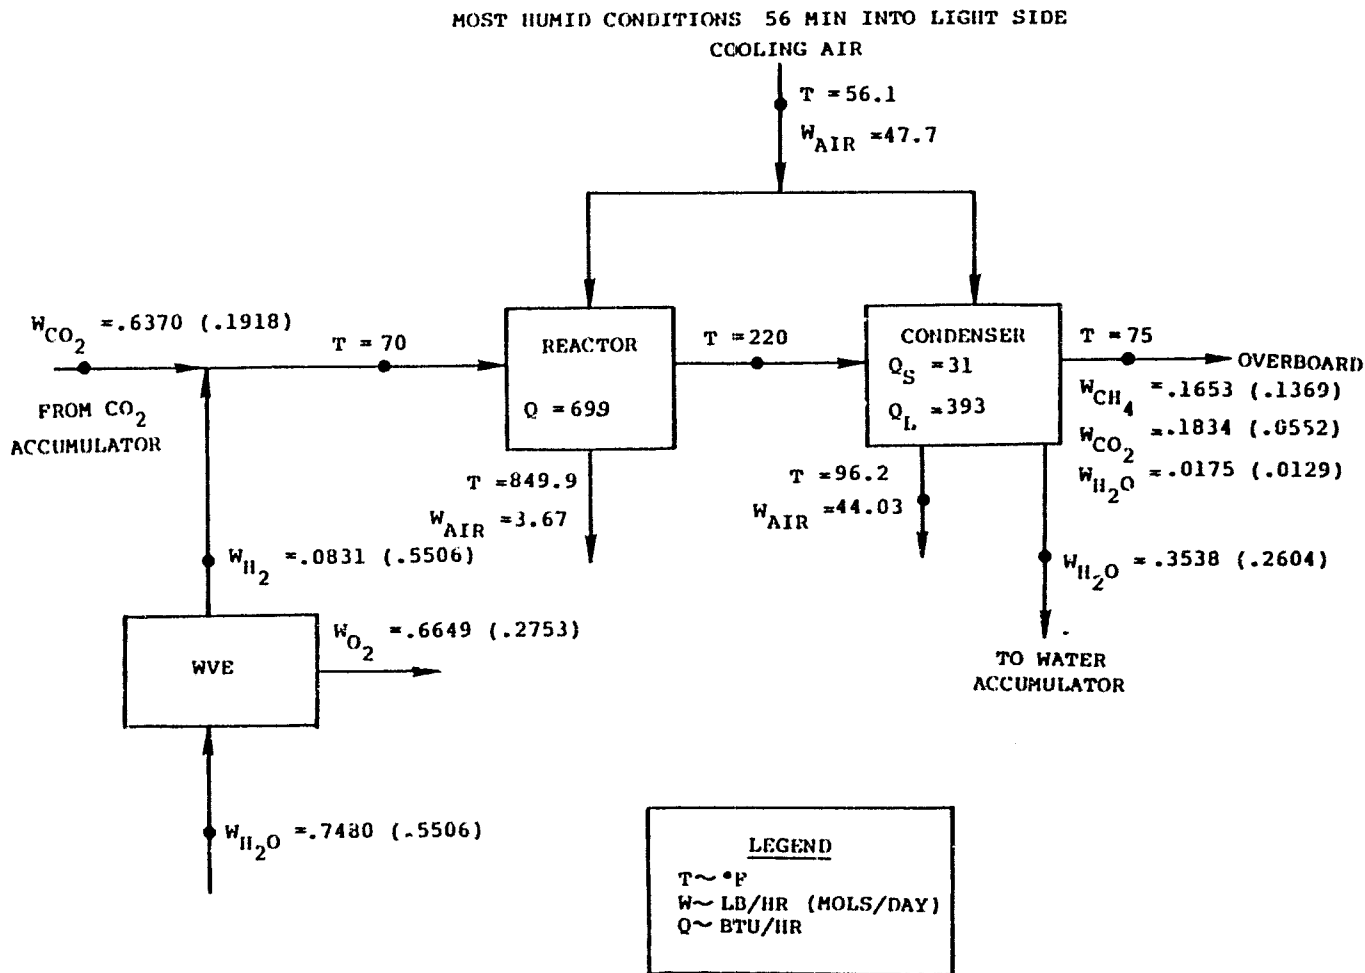 MOST HUMID CONDITIONS 56 MIN INTO LIGHT SIDE
COOLING AIR
T = 56.1
W_AIR = 47.7
W_CO2 = .6370 (.1918)
T = 70
FROM CO2
ACCUMULATOR
REACTOR
Q = 699
T = 220
CONDENSER
Q_S = 31
Q_L = 393
T = 75
OVERBOARD
W_CH4 = .1653 (.1369)
W_CO2 = .1834 (.0552)
W_H2O = .0175 (.0129)
T = 849.9
W_AIR = 3.67
T = 96.2
W_AIR = 44.03
W_H2 = .0831 (.5506)
W_H2O = .3538 (.2604)
WVE
W_O2 = .6649 (.2753)
TO WATER
ACCUMULATOR
W_H2O = .7480 (.5506)
LEGEND
T~ °F
W~ LB/HR (MOLS/DAY)
Q~ BTU/HR